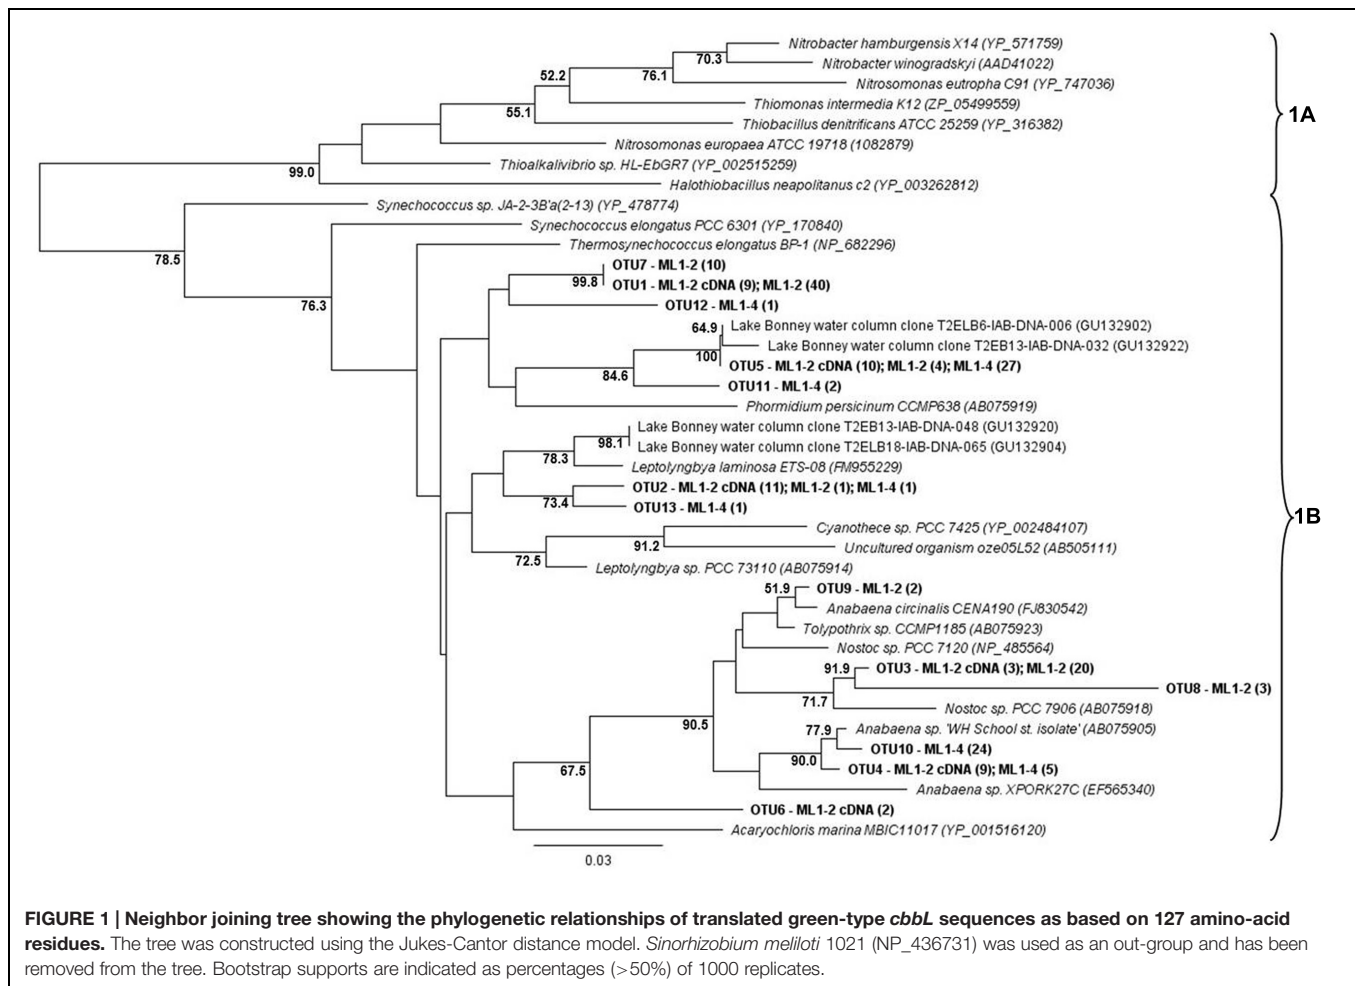 Nitrobacter hamburgensis X14 (YP_571759)
70.3
Nitrobacter winogradskyi (AAD41022)
76.1
52.2
Nitrosomonas eutropha C91 (YP_747036)
Thiomonas intermedia K12 (ZP_05499559)
55.1
Thiobacillus denitrificans ATCC 25259 (YP_316382)
1A
Nitrosomonas europaea ATCC 19718 (1082879)
Thioalkalivibrio sp. HL-EbGR7 (YP_002515259)
99.0
Halothiobacillus neapolitanus c2 (YP_003262812)
Synechococcus sp. JA-2-3B'a(2-13) (YP_478774)
Synechococcus elongatus PCC 6301 (YP_170840)
Thermosynechococcus elongatus BP-1 (NP_682296)
78.5
OTU7 - ML1-2 (10)
99.8
OTU1 - ML1-2 cDNA (9); ML1-2 (40)
76.3
OTU12 - ML1-4 (1)
64.9
Lake Bonney water column clone T2ELB6-IAB-DNA-006 (GU132902)
Lake Bonney water column clone T2EB13-IAB-DNA-032 (GU132922)
100
OTU5 - ML1-2 cDNA (10); ML1-2 (4); ML1-4 (27)
84.6
OTU11 - ML1-4 (2)
Phormidium persicinum CCMP638 (AB075919)
Lake Bonney water column clone T2EB13-IAB-DNA-048 (GU132920)
98.1
Lake Bonney water column clone T2ELB18-IAB-DNA-065 (GU132904)
78.3
Leptolyngbya laminosa ETS-08 (FM955229)
OTU2 - ML1-2 cDNA (11); ML1-2 (1); ML1-4 (1)
73.4
OTU13 - ML1-4 (1)
1B
Cyanothece sp. PCC 7425 (YP_002484107)
91.2
Uncultured organism oze05L52 (AB505111)
72.5
Leptolyngbya sp. PCC 73110 (AB075914)
51.9
OTU9 - ML1-2 (2)
Anabaena circinalis CENA190 (FJ830542)
Tolypothrix sp. CCMP1185 (AB075923)
Nostoc sp. PCC 7120 (NP_485564)
91.9
OTU3 - ML1-2 cDNA (3); ML1-2 (20)
OTU8 - ML1-2 (3)
71.7
Nostoc sp. PCC 7906 (AB075918)
90.5
77.9
Anabaena sp. 'WH School st. isolate' (AB075905)
OTU10 - ML1-4 (24)
90.0
OTU4 - ML1-2 cDNA (9); ML1-4 (5)
67.5
Anabaena sp. XPORK27C (EF565340)
OTU6 - ML1-2 cDNA (2)
Acaryochloris marina MBIC11017 (YP_001516120)
0.03
FIGURE 1 | Neighbor joining tree showing the phylogenetic relationships of translated green-type cbbL sequences as based on 127 amino-acid
residues. The tree was constructed using the Jukes-Cantor distance model. Sinorhizobium meliloti 1021 (NP_436731) was used as an out-group and has been
removed from the tree. Bootstrap supports are indicated as percentages (>50%) of 1000 replicates.